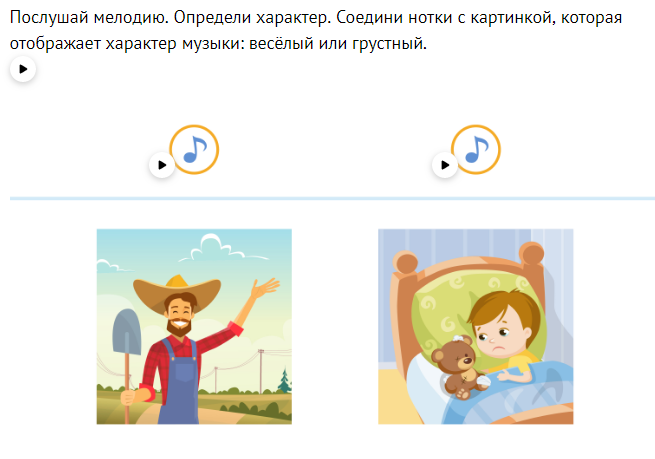 Послушай мелодию. Определи характер. Соедини нотки с картинкой, которая
отображает характер музыки: весёлый или грустный.